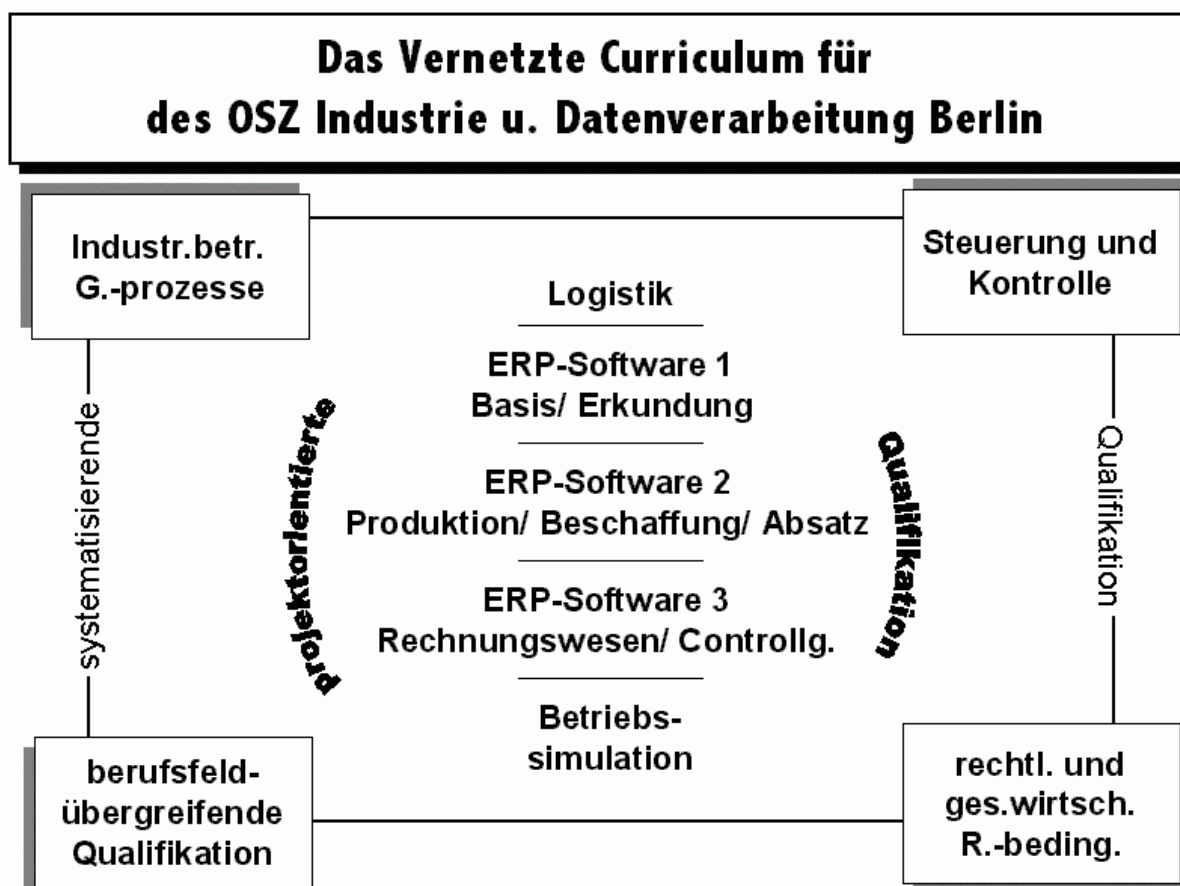 Das Vernetzte Curriculum für
des OSZ Industrie u. Datenverarbeitung Berlin
Industr.betr.
G.-prozesse
Steuerung und
Kontrolle
Logistik
ERP-Software 1
Basis/ Erkundung
ERP-Software 2
Produktion/ Beschaffung/ Absatz
ERP-Software 3
Rechnungswesen/ Controllg.
Betriebs-
simulation
systematisierende
projektorientierte
Qualifikation
Qualifikation
berufsfeld-
übergreifende
Qualifikation
rechtl. und
ges.wirtsch.
R.-beding.